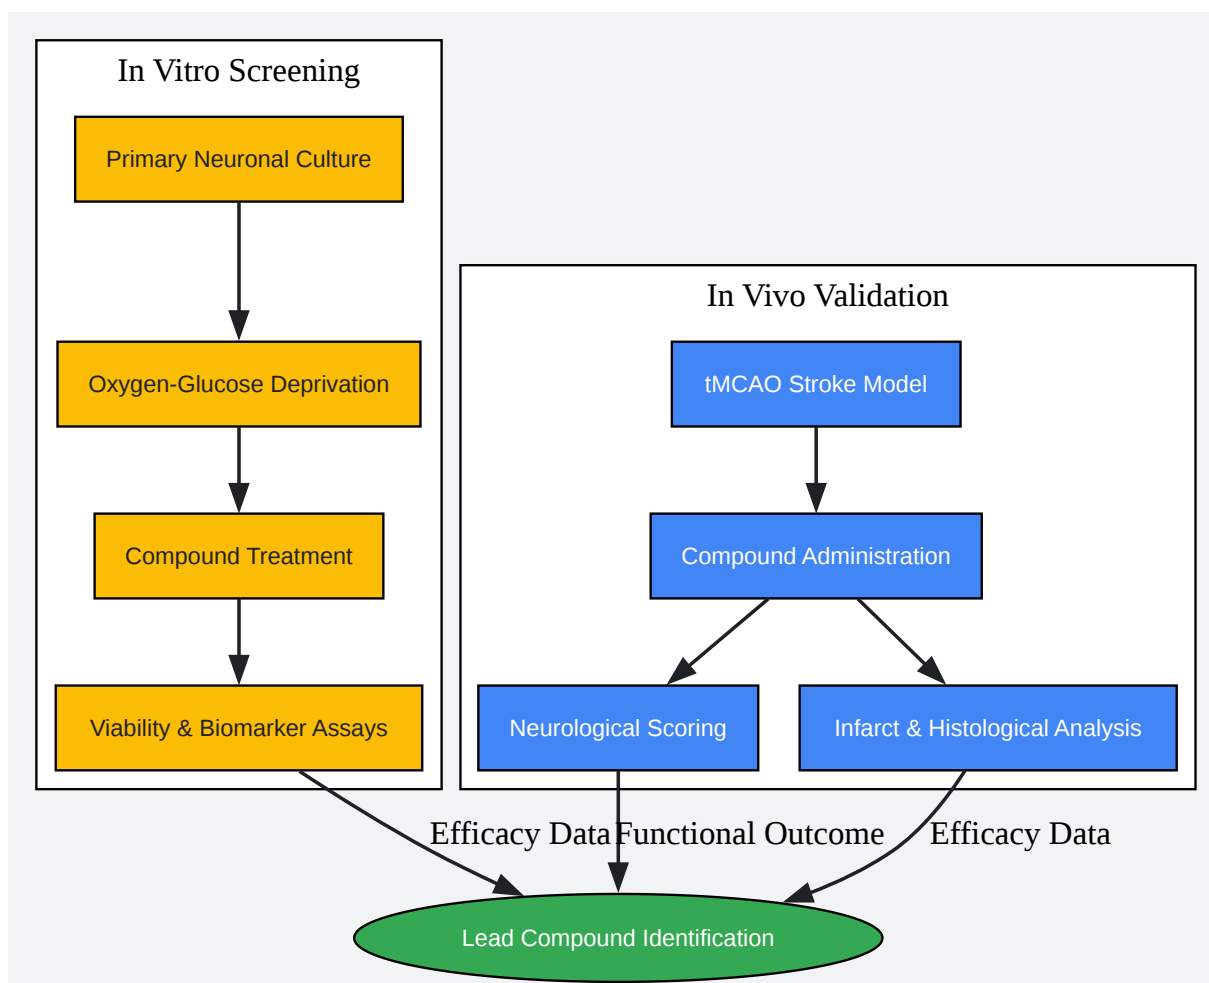 In Vitro Screening
Primary Neuronal Culture
Oxygen-Glucose Deprivation
Compound Treatment
Viability & Biomarker Assays
In Vivo Validation
tMCAO Stroke Model
Compound Administration
Neurological Scoring
Infarct & Histological Analysis
Efficacy Data
Functional Outcome
Efficacy Data
Lead Compound Identification